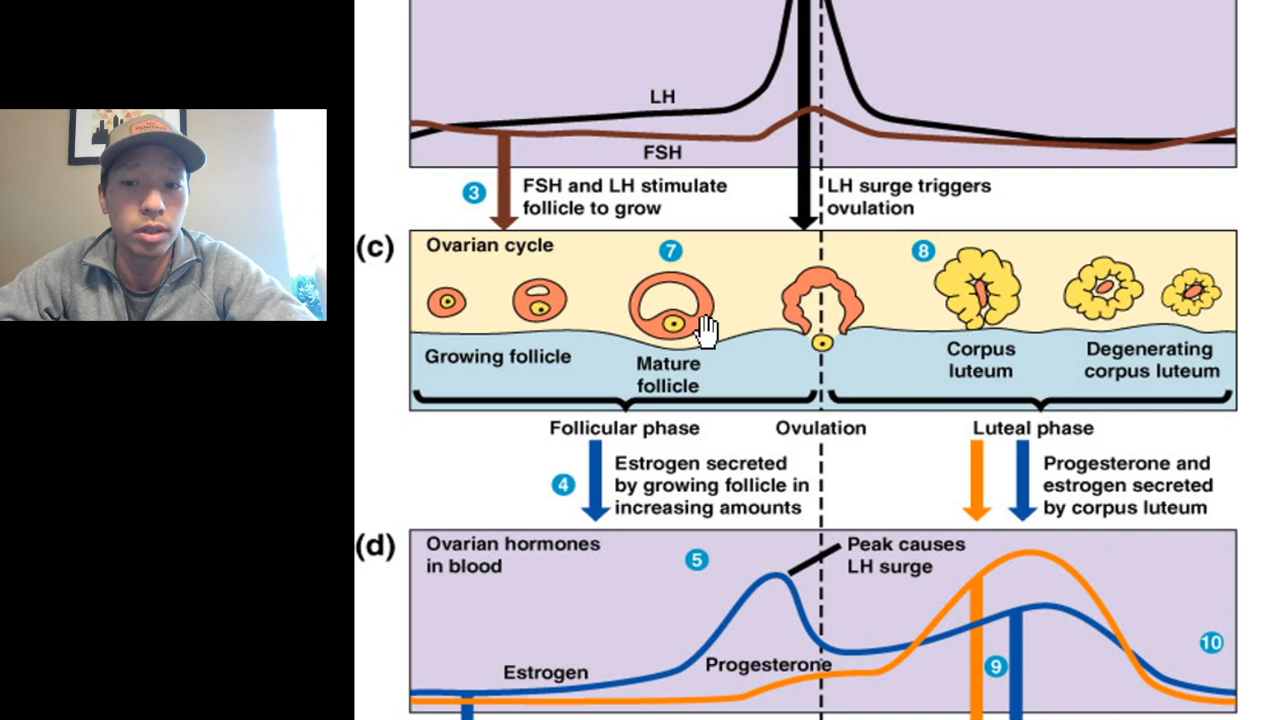 LH
FSH
3
FSH and LH stimulate
follicle to grow
LH surge triggers
ovulation
(c)
Ovarian cycle
7
8
Growing follicle
Mature
follicle
Corpus
luteum
Degenerating
corpus luteum
Follicular phase
Ovulation
Luteal phase
4
Estrogen secreted
by growing follicle in
increasing amounts
Progesterone and
estrogen secreted
by corpus luteum
(d)
Ovarian hormones
in blood
5
Peak causes
LH surge
Estrogen
Progesterone
9
10